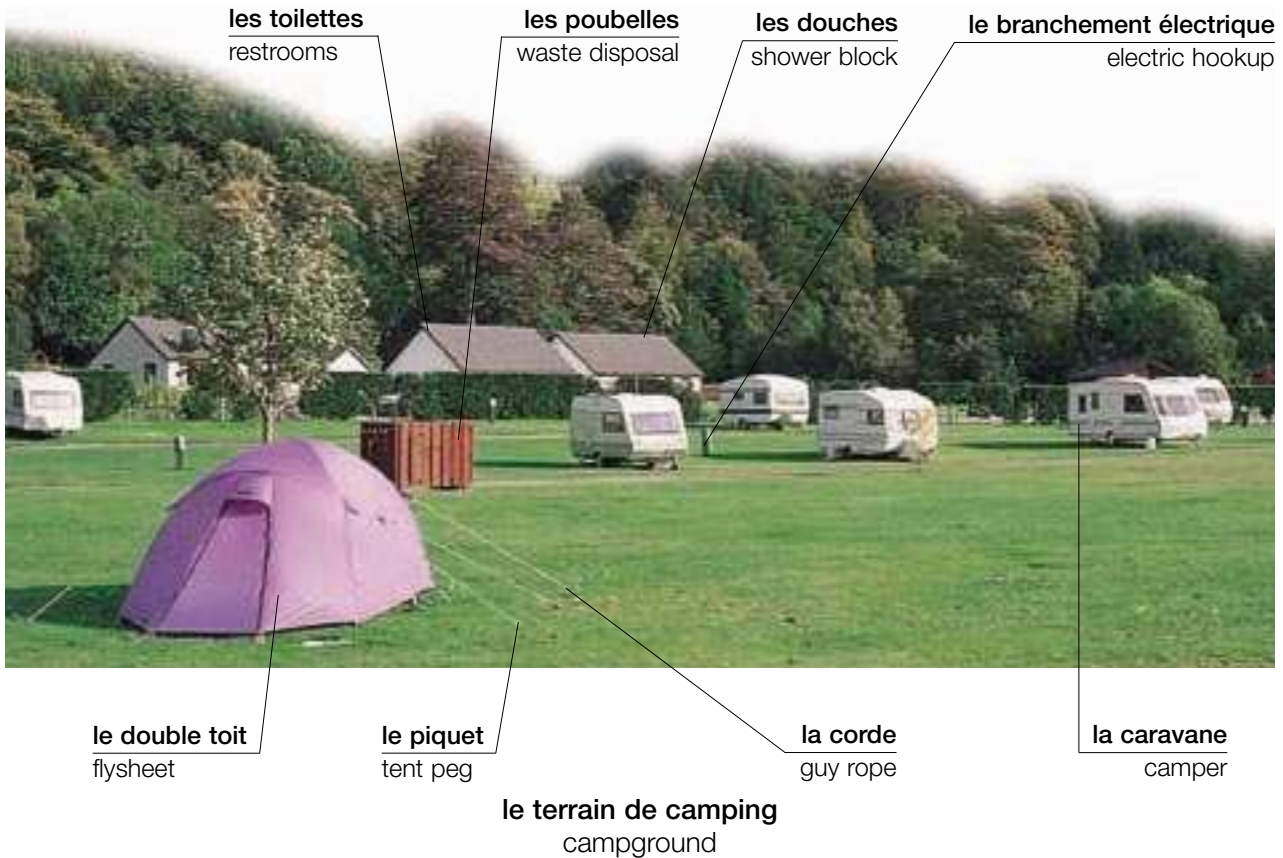 les toilettes
restrooms
les poubelles
waste disposal
les douches
shower block
le branchement électrique
electric hookup
le double toit
flysheet
le piquet
tent peg
la corde
guy rope
la caravane
camper
le terrain de camping
campground